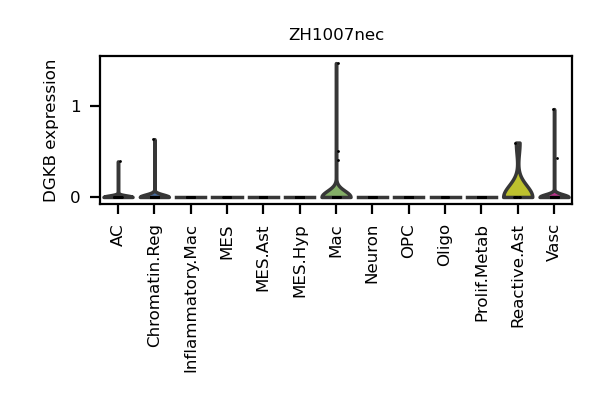 ZH1007nec
DGKB expression
1
0
AC
Chromatin.Reg
Inflammatory.Mac
MES
MES.Ast
MES.Hyp
Mac
Neuron
OPC
Oligo
Prolif.Metab
Reactive.Ast
Vasc